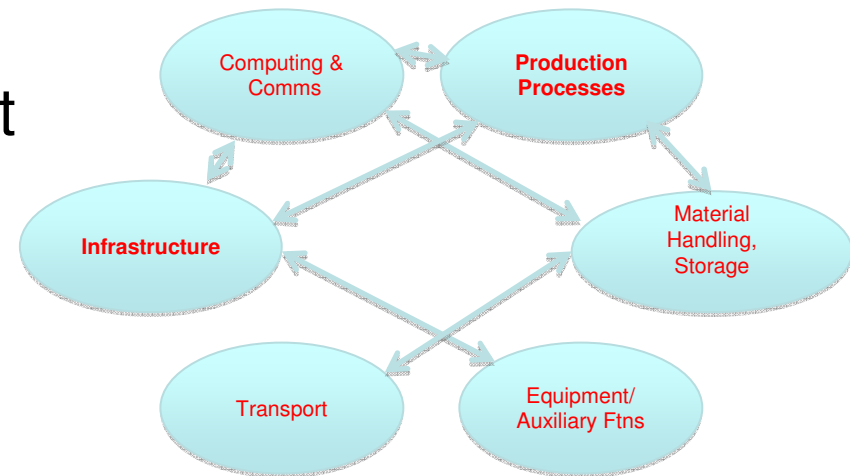 Computing &
Comms
Production
Processes
t
Infrastructure
Material
Handling,
Storage
Transport
Equipment/
Auxiliary Ftns